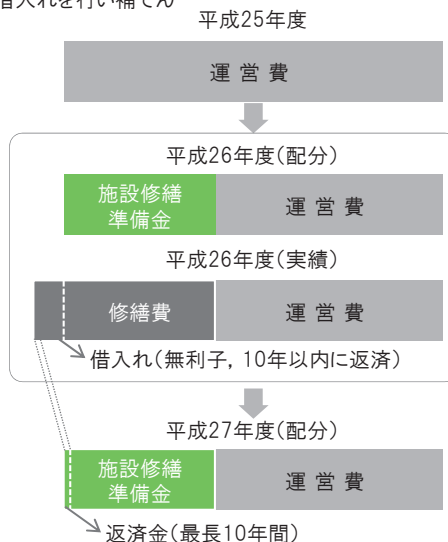 借入れを行い補てん
平成25年度
運 営 費
平成26年度(配分)
施設修繕
準備金
運 営 費
平成26年度(実績)
修繕費
運 営 費
借入れ(無利子, 10年以内に返済)
平成27年度(配分)
施設修繕
準備金
運 営 費
返済金(最長10年間)